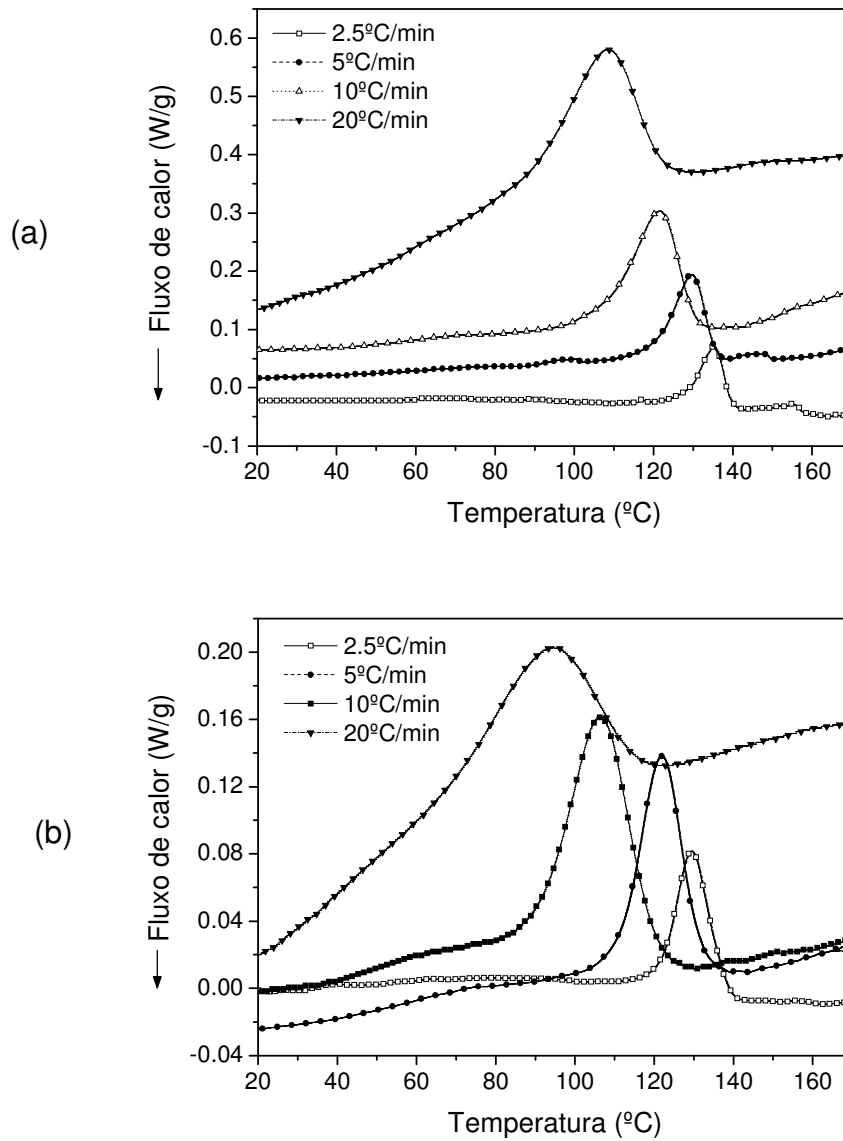 (a)
Fluxo de calor (W/g)
0.6
0.5
0.4
0.3
0.2
0.1
0.0
-0.1
2.5ºC/min
5ºC/min
10ºC/min
20ºC/min
20 40 60 80 100 120 140 160
Temperatura (ºC)
(b)
Fluxo de calor (W/g)
0.20
0.16
0.12
0.08
0.04
0.00
-0.04
2.5ºC/min
5ºC/min
10ºC/min
20ºC/min
20 40 60 80 100 120 140 160
Temperatura (ºC)